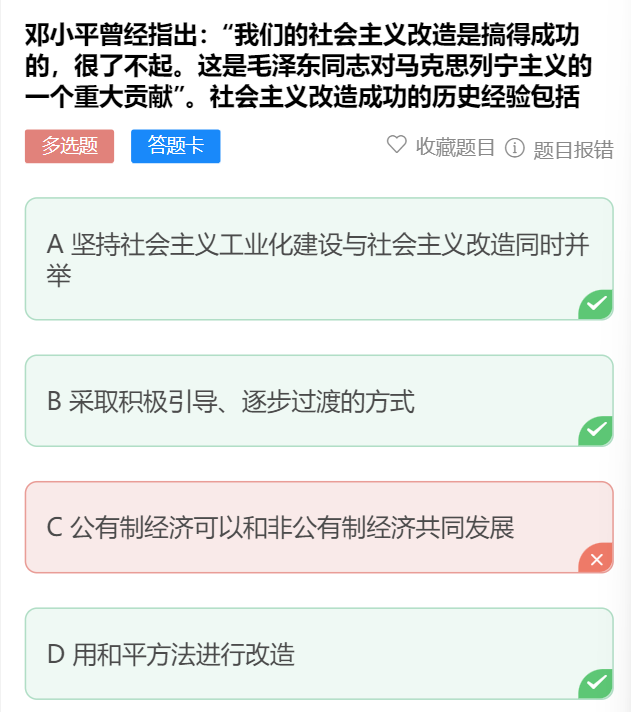 邓小平曾经指出：“我们的社会主义改造是搞得成功
的，很了不起。这是毛泽东同志对马克思列宁主义的
一个重大贡献”。社会主义改造成功的历史经验包括
多选题 答题卡 收藏题目 题目报错
A 坚持社会主义工业化建设与社会主义改造同时并
举
B 采取积极引导、逐步过渡的方式
C 公有制经济可以和非公有制经济共同发展
D 用和平方法进行改造